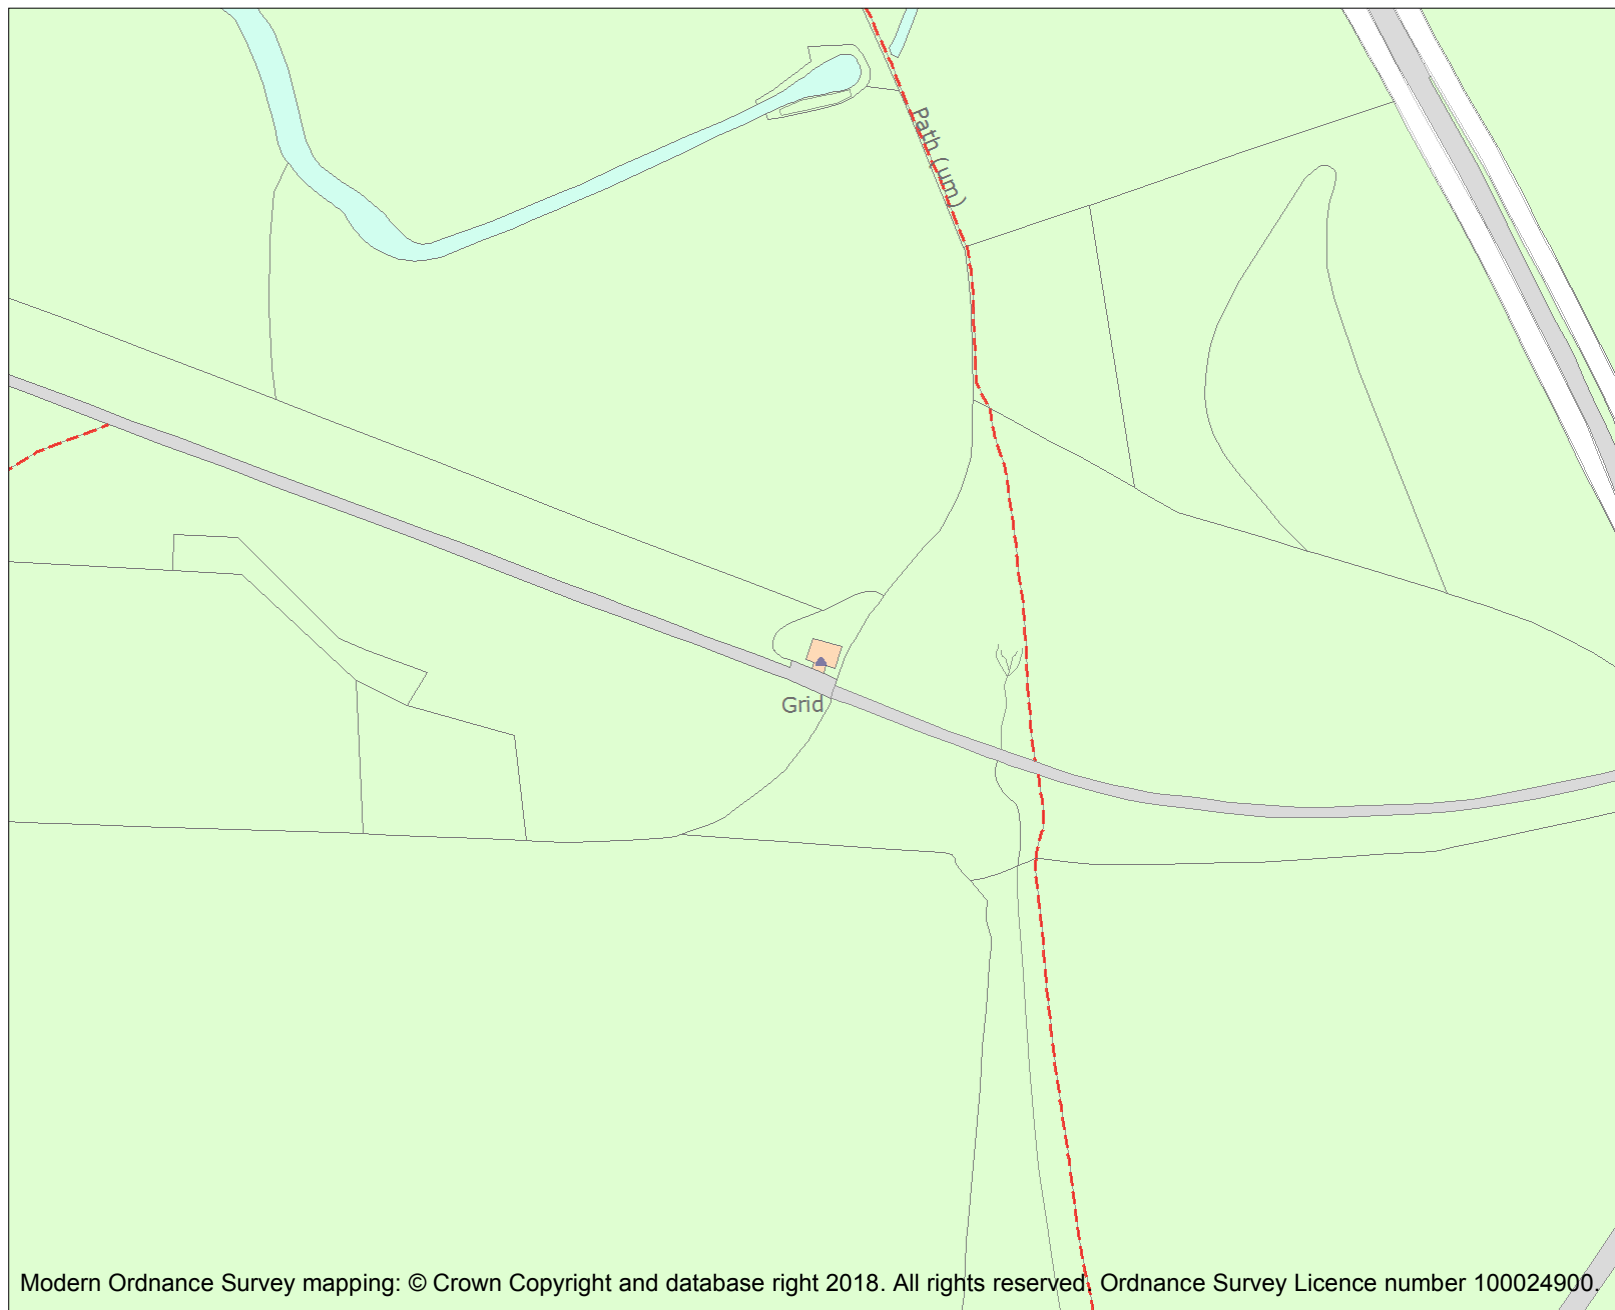 Path (um)
Grid
Modern Ordnance Survey mapping: © Crown Copyright and database right 2018. All rights reserved. Ordnance Survey Licence number 100024900.